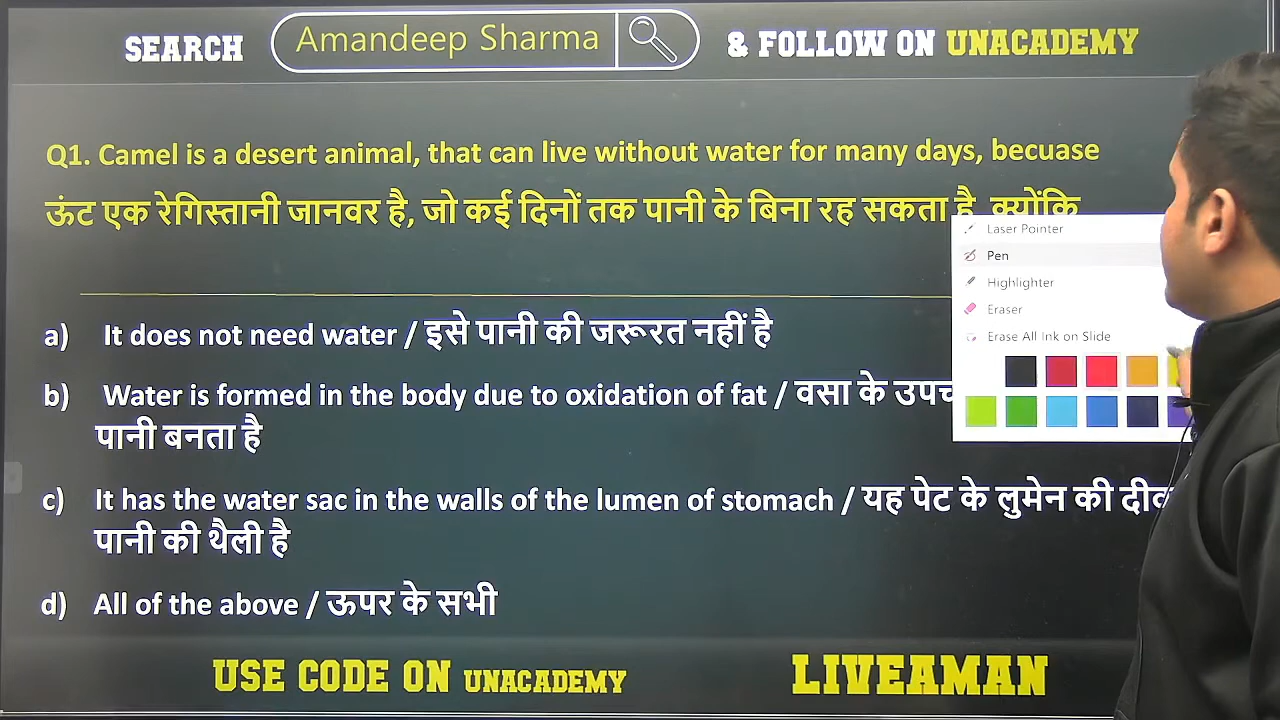 SEARCH Amandeep Sharma & FOLLOW ON UNACADEMY
Q1. Camel is a desert animal, that can live without water for many days, becuase
ऊंट एक रेगिस्तानी जानवर है, जो कई दिनों तक पानी के बिना रह सकता है, क्योंकि
Laser Pointer
Pen
Highlighter
Eraser
Erase All Ink on Slide
a) It does not need water / इसे पानी की जरूरत नहीं है
b) Water is formed in the body due to oxidation of fat / वसा के
पानी बनता है
c) It has the water sac in the walls of the lumen of stomach / यह पेट के लुमेन की
पानी की थैली है
d) All of the above / ऊपर के सभी
USE CODE ON UNACADEMY LIVEAMAN